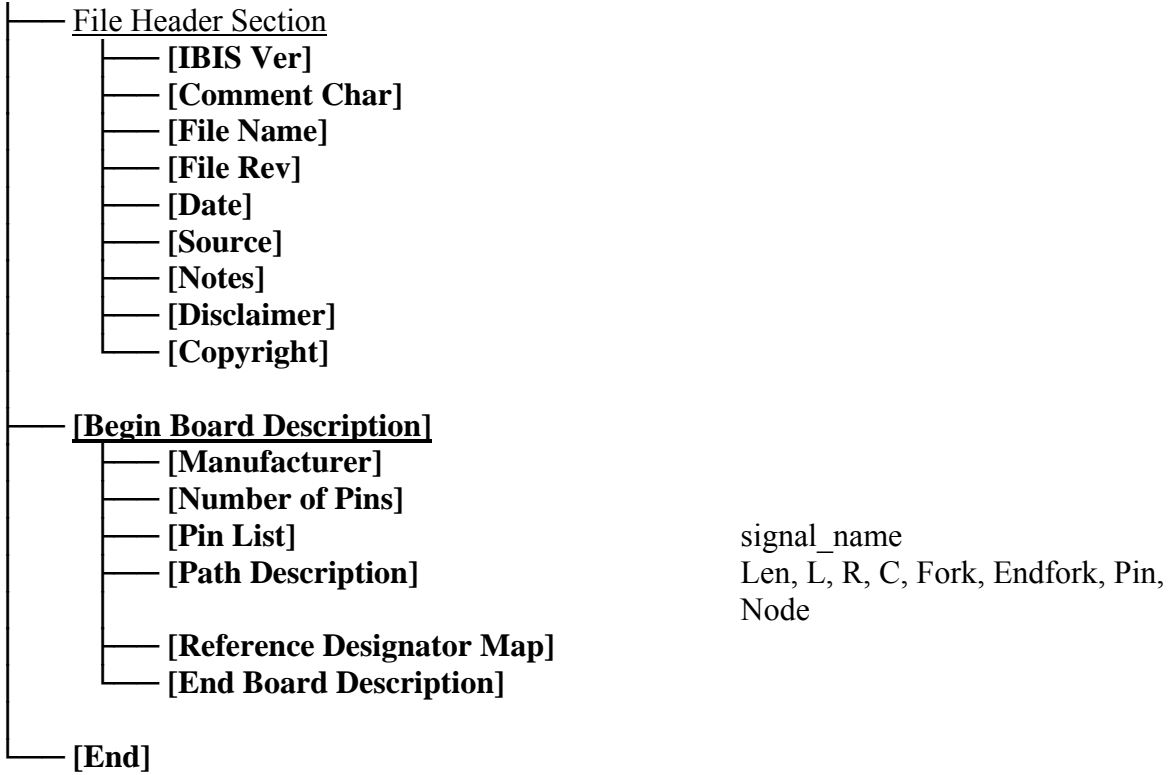 File Header Section
[IBIS Ver]
[Comment Char]
[File Name]
[File Rev]
[Date]
[Source]
[Notes]
[Disclaimer]
[Copyright]
[Begin Board Description]
[Manufacturer]
[Number of Pins]
[Pin List] signal_name
[Path Description] Len, L, R, C, Fork, Endfork, Pin,
Node
[Reference Designator Map]
[End Board Description]
[End]